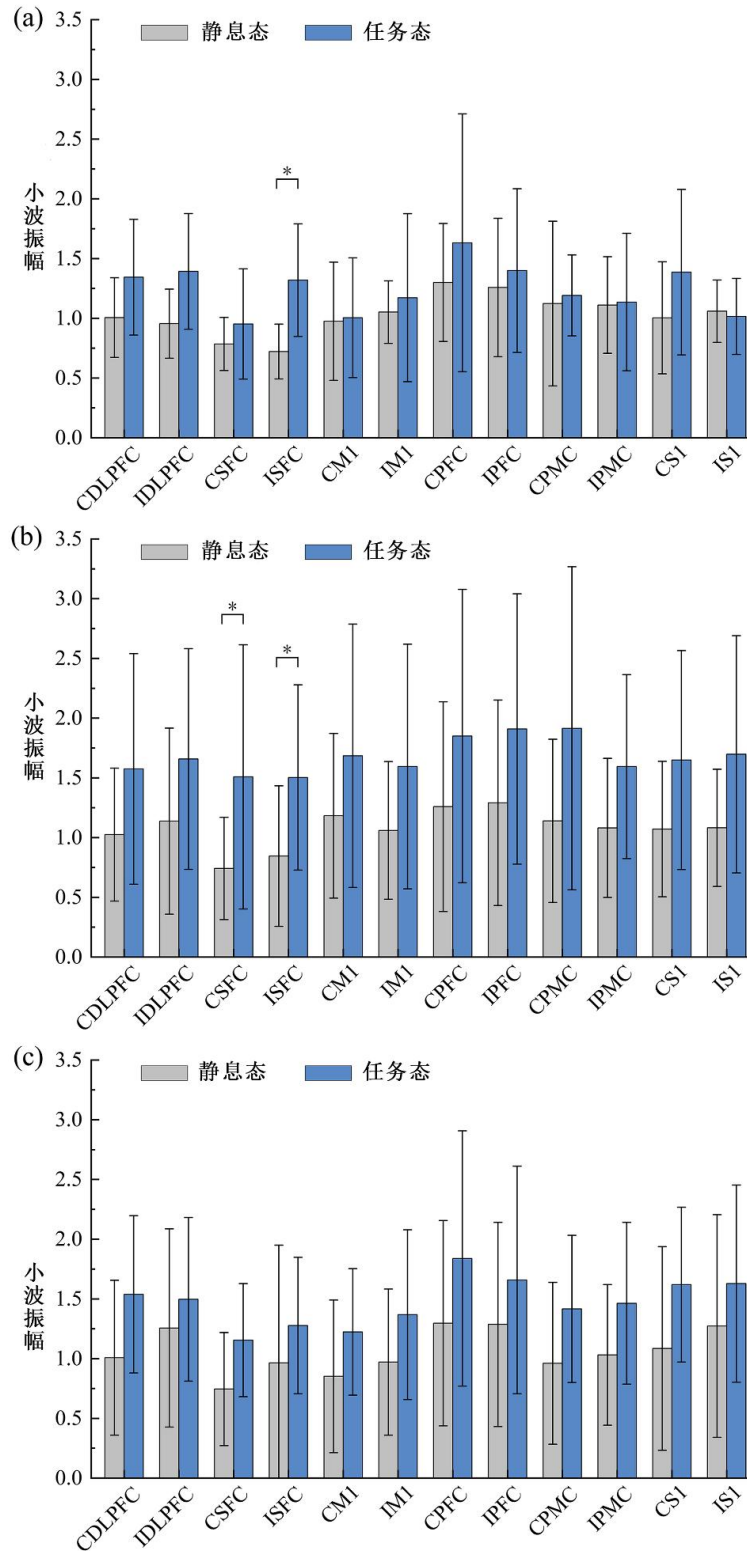 (a)
静息态 任务态
3.5
3.0
2.5
2.0
1.5
1.0
0.5
0.0
小波振幅
*
CDLPFC IDLPFC CSFC ISFC CM1 IM1 CPFC IPFC CPMC IPMC CS1 IS1
(b)
静息态 任务态
3.5
3.0
2.5
2.0
1.5
1.0
0.5
0.0
小波振幅
*
*
CDLPFC IDLPFC CSFC ISFC CM1 IM1 CPFC IPFC CPMC IPMC CS1 IS1
(c)
静息态 任务态
3.5
3.0
2.5
2.0
1.5
1.0
0.5
0.0
小波振幅
CDLPFC IDLPFC CSFC ISFC CM1 IM1 CPFC IPFC CPMC IPMC CS1 IS1